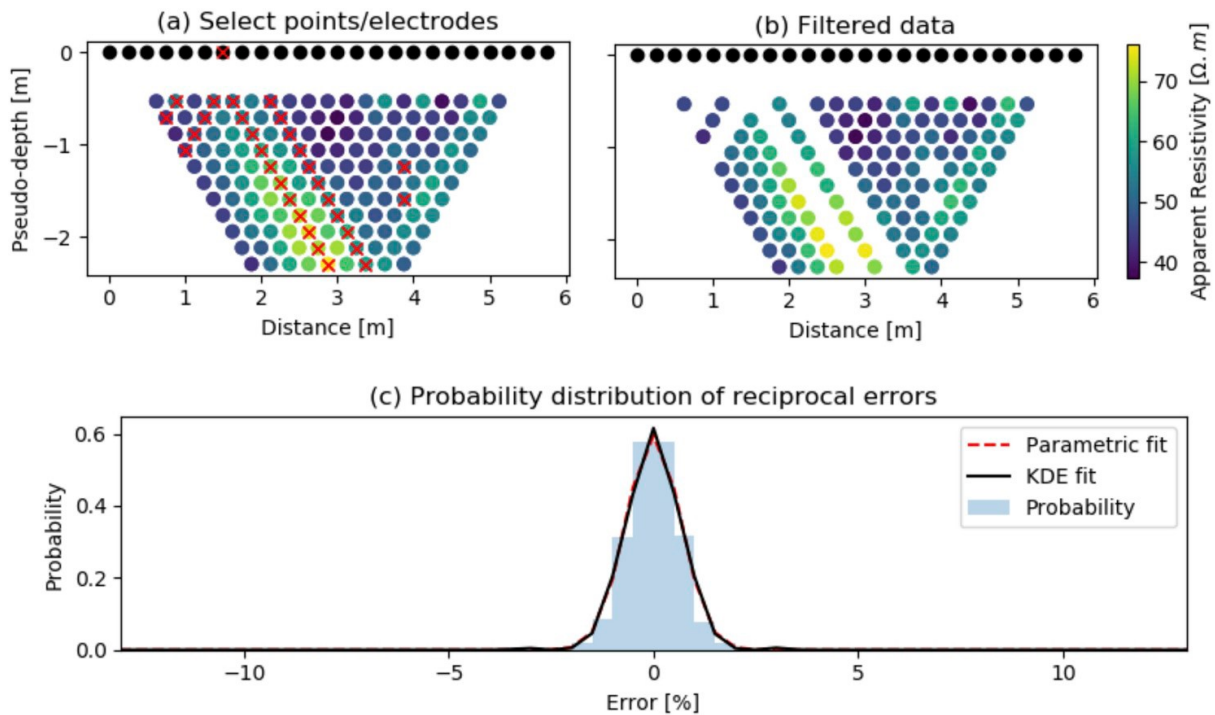 (a) Select points/electrodes
(b) Filtered data
0
−1
−2
Pseudo-depth [m]
0 1 2 3 4 5 6
Distance [m]
0 1 2 3 4 5 6
Distance [m]
70
60
50
40
Apparent Resistivity [Ω.m]
(c) Probability distribution of reciprocal errors
0.6
0.4
0.2
0.0
Probability
Parametric fit
KDE fit
Probability
−10 −5 0 5 10
Error [%]